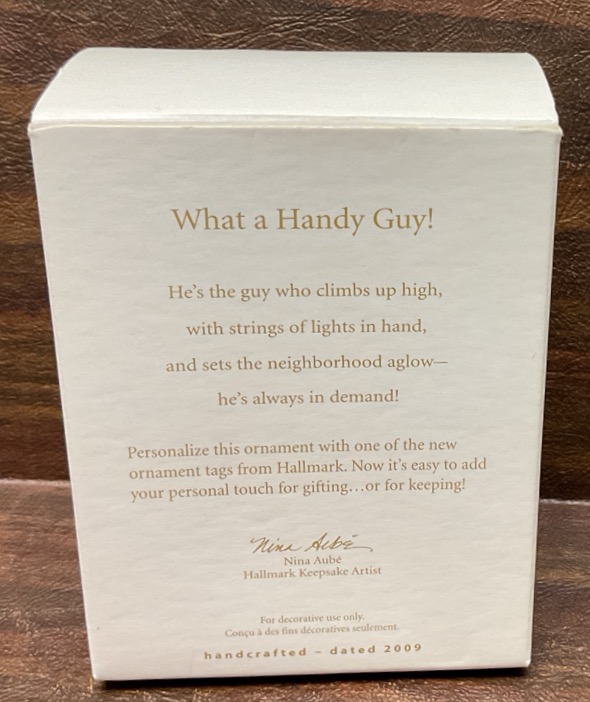 What a Handy Guy!
He's the guy who climbs up high,
with strings of lights in hand,
and sets the neighborhood aglow—
he's always in demand!
Personalize this ornament with one of the new
ornament tags from Hallmark. Now it's easy to add
your personal touch for gifting…or for keeping!
Nina Aubé
Nina Aubé
Hallmark Keepsake Artist
For decorative use only.
Conçu à des fins décoratives seulement.
handcrafted – dated 2009